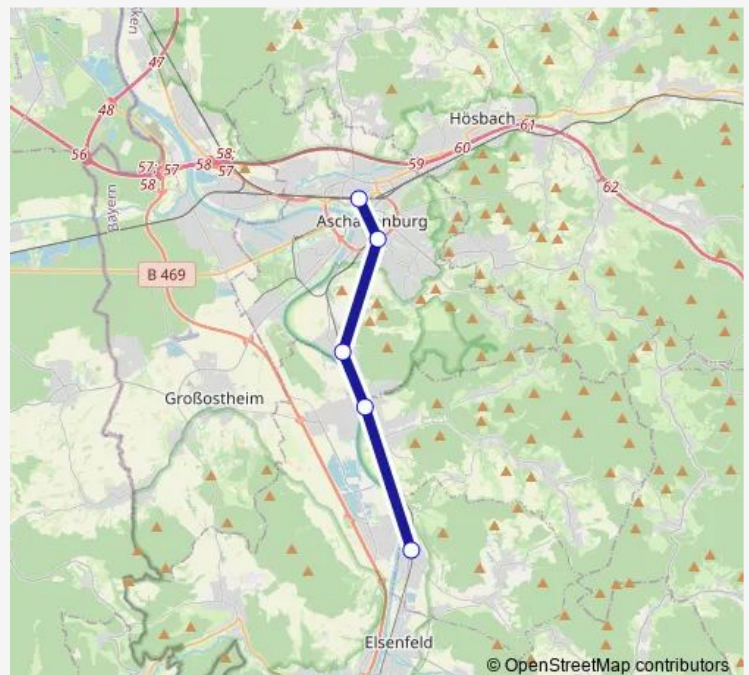 ken
47
48
Hösbach
61
58;
57
60
59
56
57;
58
57
58
62
Bayern
Aschaffenburg
B 469
Großostheim
Elsenfeld
© OpenStreetMap contributors